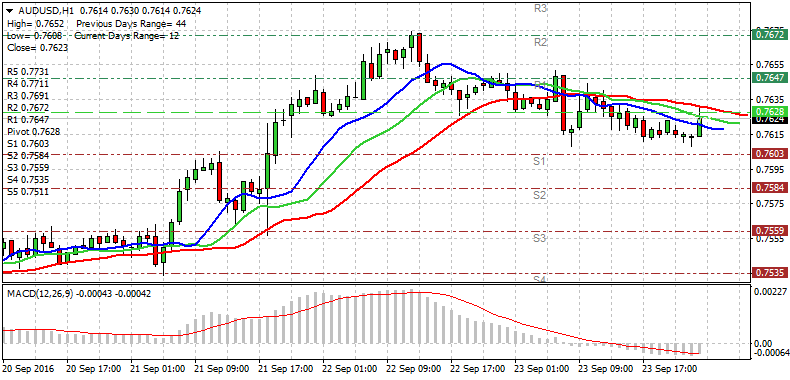 AUDUSD,H1 0.7614 0.7630 0.7614 0.7624
High= 0.7652 Previous Days Range= 44
Low= 0.7608 Current Days Range= 12
Close= 0.7623
R5 0.7731
R4 0.7711
R3 0.7691
R2 0.7672
R1 0.7647
Pivot 0.7628
S1 0.7603
S2 0.7584
S3 0.7559
S4 0.7535
S5 0.7511
R3
R2
S1
S2
S3
S4
0.7672
0.7655
0.7647
0.7635
0.7628
0.7624
0.7615
0.7603
0.7595
0.7584
0.7575
0.7559
0.7555
0.7535
MACD(12,26,9) -0.00043 -0.00042
0.00227
0.00
-0.00064
20 Sep 2016
20 Sep 17:00
21 Sep 01:00
21 Sep 09:00
21 Sep 17:00
22 Sep 01:00
22 Sep 09:00
22 Sep 17:00
23 Sep 01:00
23 Sep 09:00
23 Sep 17:00